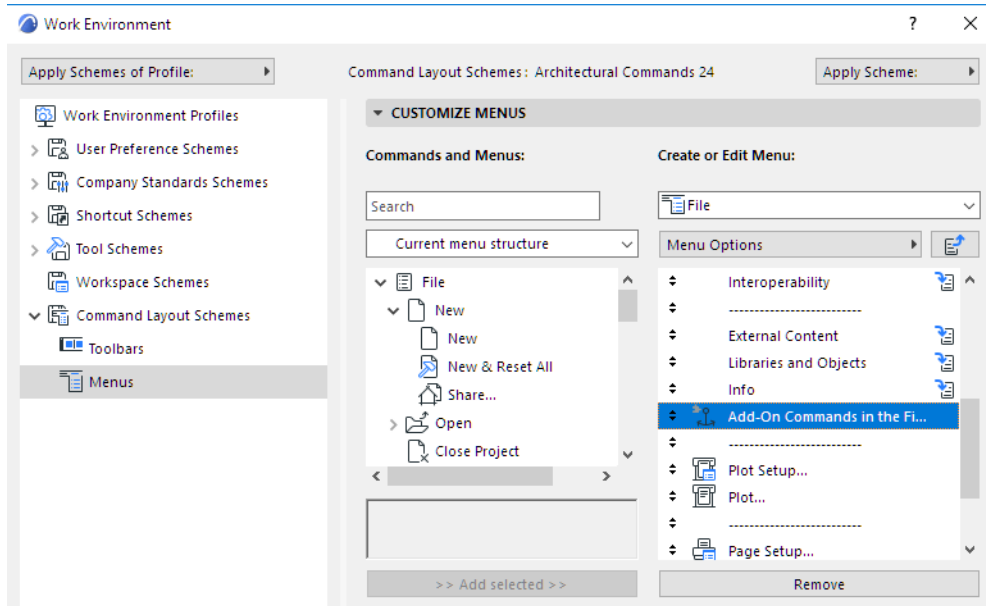 Work Environment ?
Apply Schemes of Profile: Command Layout Schemes: Architectural Commands 24 Apply Scheme:
Work Environment Profiles
User Preference Schemes
Company Standards Schemes
Shortcut Schemes
Tool Schemes
Workspace Schemes
Command Layout Schemes
Toolbars
Menus
CUSTOMIZE MENUS
Commands and Menus:
Search
Current menu structure
File
New
New
New & Reset All
Share...
Open
Close Project
>> Add selected >>
Create or Edit Menu:
File
Menu Options
Interoperability
--------------------------
External Content
Libraries and Objects
Info
Add-On Commands in the Fi...
--------------------------
Plot Setup...
Plot...
--------------------------
Page Setup...
Remove